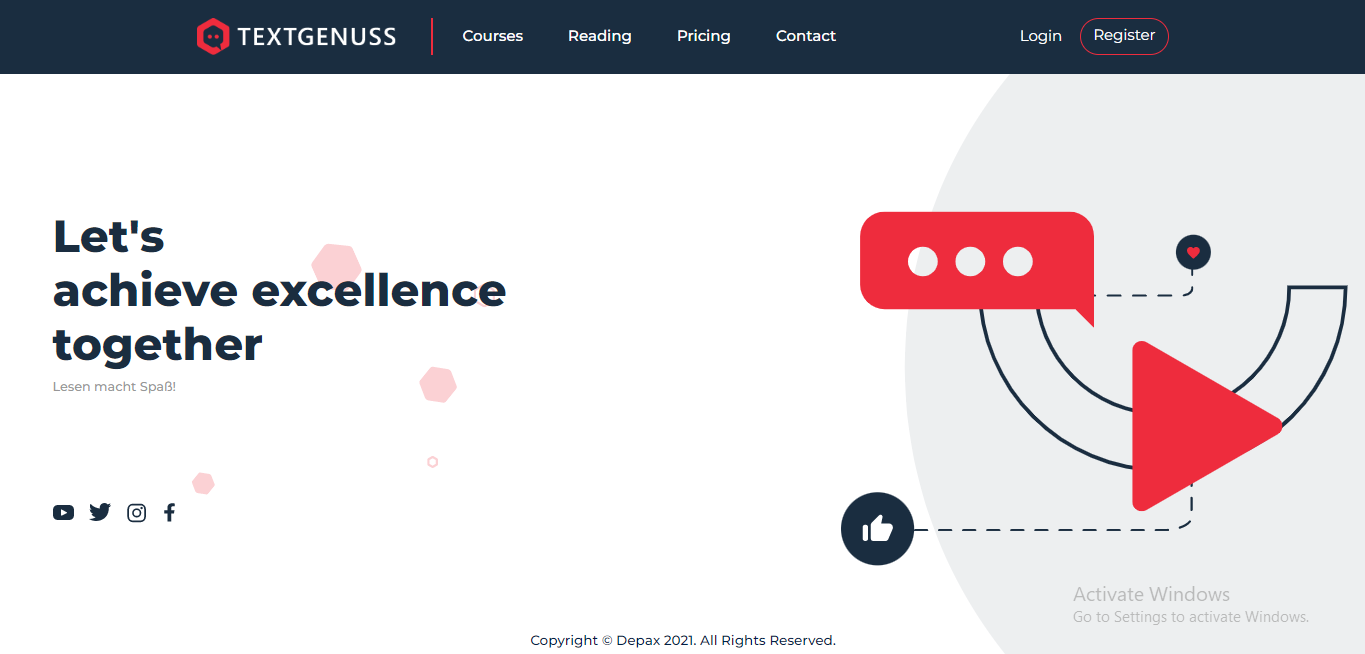 TEXTGENUSS
Courses
Reading
Pricing
Contact
Login
Register
Let's
achieve excellence
together
Lesen macht Spaß!
Activate Windows
Go to Settings to activate Windows.
Copyright © Depax 2021. All Rights Reserved.